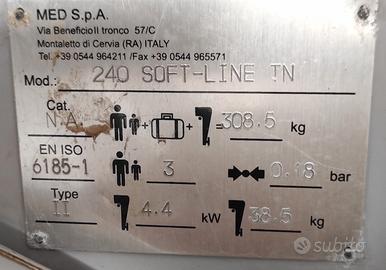 MED S.p.A.
Via Beneficio II tronco 57/C
Montaletto di Cervia (RA) ITALY
Tel. +39 0544 964211 /Fax +39 0544 965571
Mod.: 240 SOFT-LINE TN
Cat. N.A. + + = 308.5 kg
EN ISO 6185-1 3 0.18 bar
Type II 4.4 kW 38.5 kg
subito